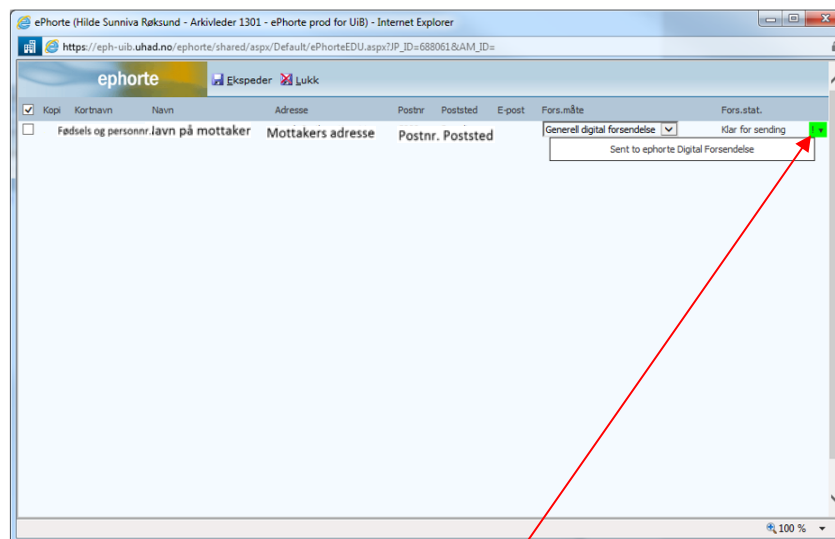 ePhorte (Hilde Sunniva Røksund - Arkivleder 1301 - ePhorte prod for UiB) - Internet Explorer
https://eph-uib.uhad.no/ephorte/shared/aspx/Default/ePhorteEDU.aspx?JP_ID=688061&AM_ID=
ephorte Ekspeder Lukk
Kopi Kortnavn Navn Adresse Postnr Poststed E-post Fors.måte Fors.stat.
Fødsels og personnr. Navn på mottaker Mottakers adresse Postnr. Poststed Generell digital forsendelse Klar for sending !
Sent to ephorte Digital Forsendelse
100 %